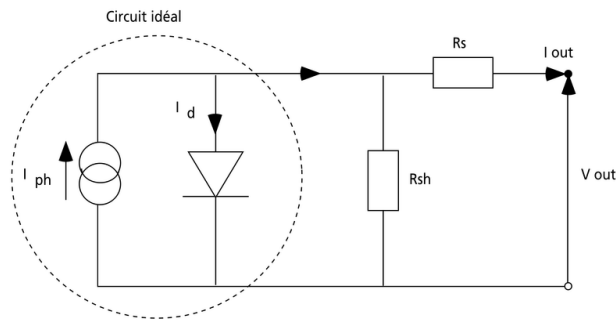 Circuit idéal
Rs
I out
I d
I ph
Rsh
V out